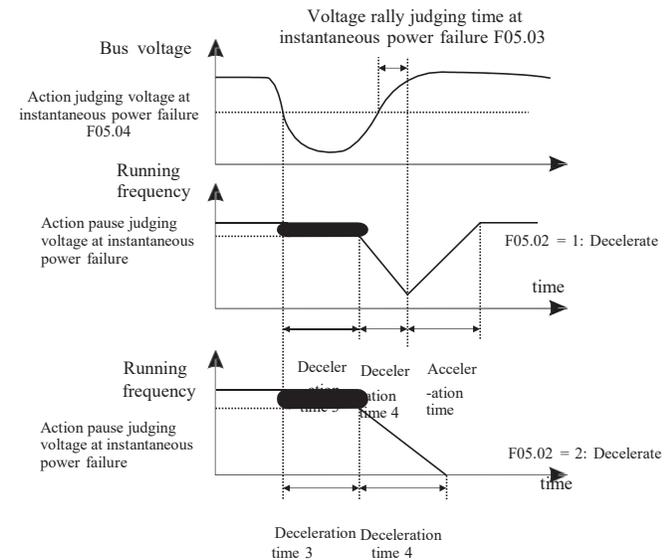 Voltage rally judging time at
instantaneous power failure F05.03
Bus voltage
Action judging voltage at
instantaneous power failure
F05.04
Running
frequency
Action pause judging
voltage at instantaneous
power failure
F05.02 = 1: Decelerate
time
Deceler
-ation
time 3
Deceler
ation
time 4
Acceler
-ation
time
Running
frequency
Action pause judging
voltage at instantaneous
power failure
F05.02 = 2: Decelerate
time
Deceleration
time 3
Deceleration
time 4